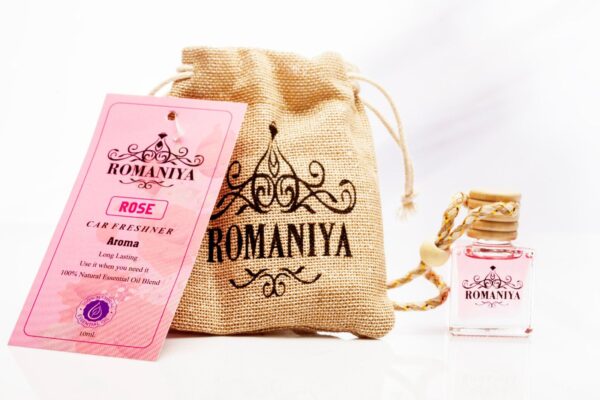 ROMANIYA
ROSE
CAR FRESHNER
Aroma
Long Lasting
Use it when you need it
100% Natural Essential Oil Blend
10mL
ROMANIYA
ROMANIYA